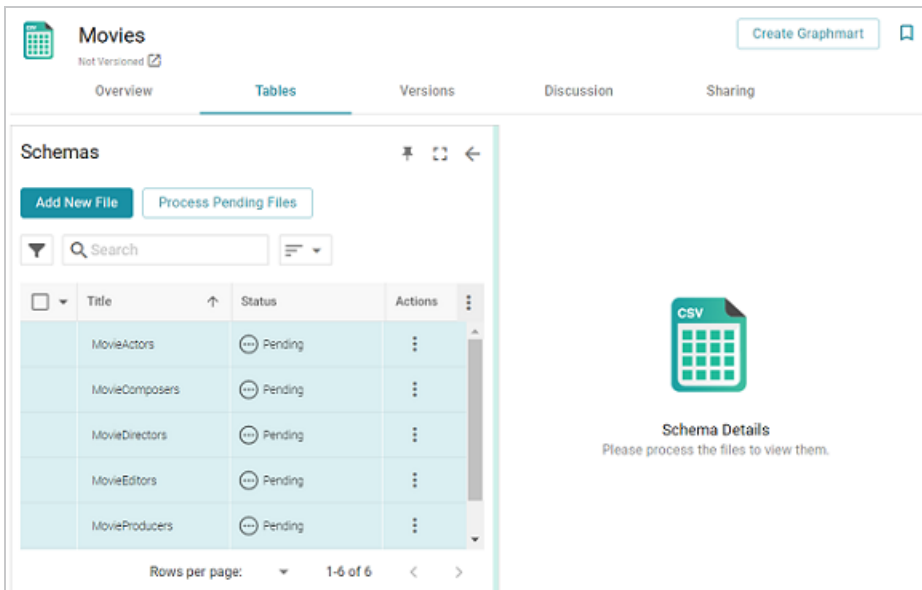 CSV
Movies
Create Graphmart
Not Versioned
Overview Tables Versions Discussion Sharing
Schemas
Add New File Process Pending Files
Search
Title Status Actions
MovieActors Pending
MovieComposers Pending
MovieDirectors Pending
MovieEditors Pending
MovieProducers Pending
Rows per page: 1-6 of 6
CSV
Schema Details
Please process the files to view them.